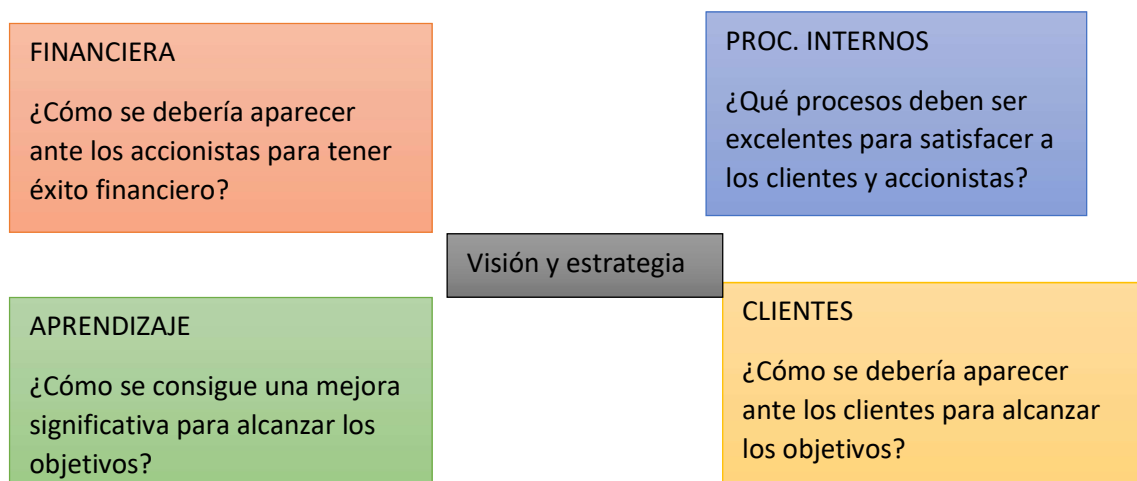 FINANCIERA
¿Cómo se debería aparecer
ante los accionistas para tener
éxito financiero?
PROC. INTERNOS
¿Qué procesos deben ser
excelentes para satisfacer a
los clientes y accionistas?
Visión y estrategia
APRENDIZAJE
¿Cómo se consigue una mejora
significativa para alcanzar los
objetivos?
CLIENTES
¿Cómo se debería aparecer
ante los clientes para alcanzar
los objetivos?